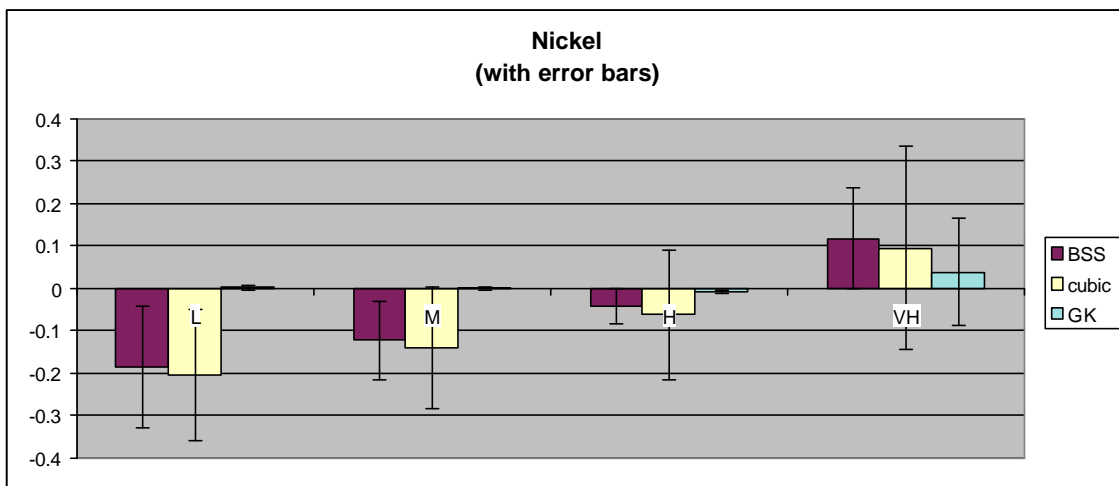 Nickel
(with error bars)
0.4
0.3
0.2
0.1
0
-0.1
-0.2
-0.3
-0.4
L
M
H
VH
BSS
cubic
GK